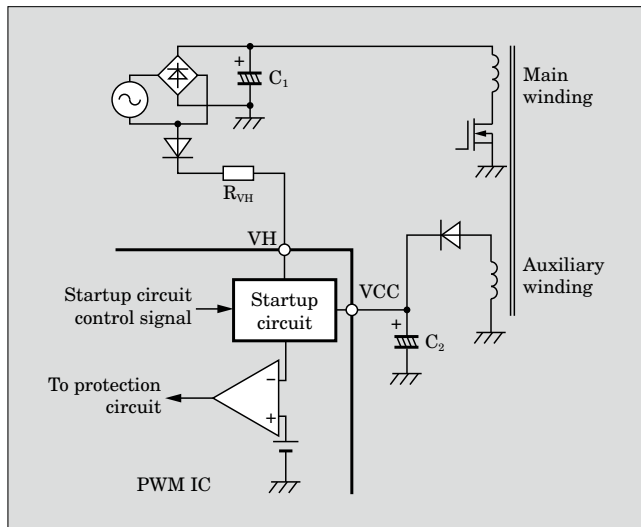 +
C1
Main
winding
RVH
VH
Auxiliary
winding
VCC
Startup circuit
control signal
Startup
circuit
+
C2
To protection
circuit
−
+
PWM IC